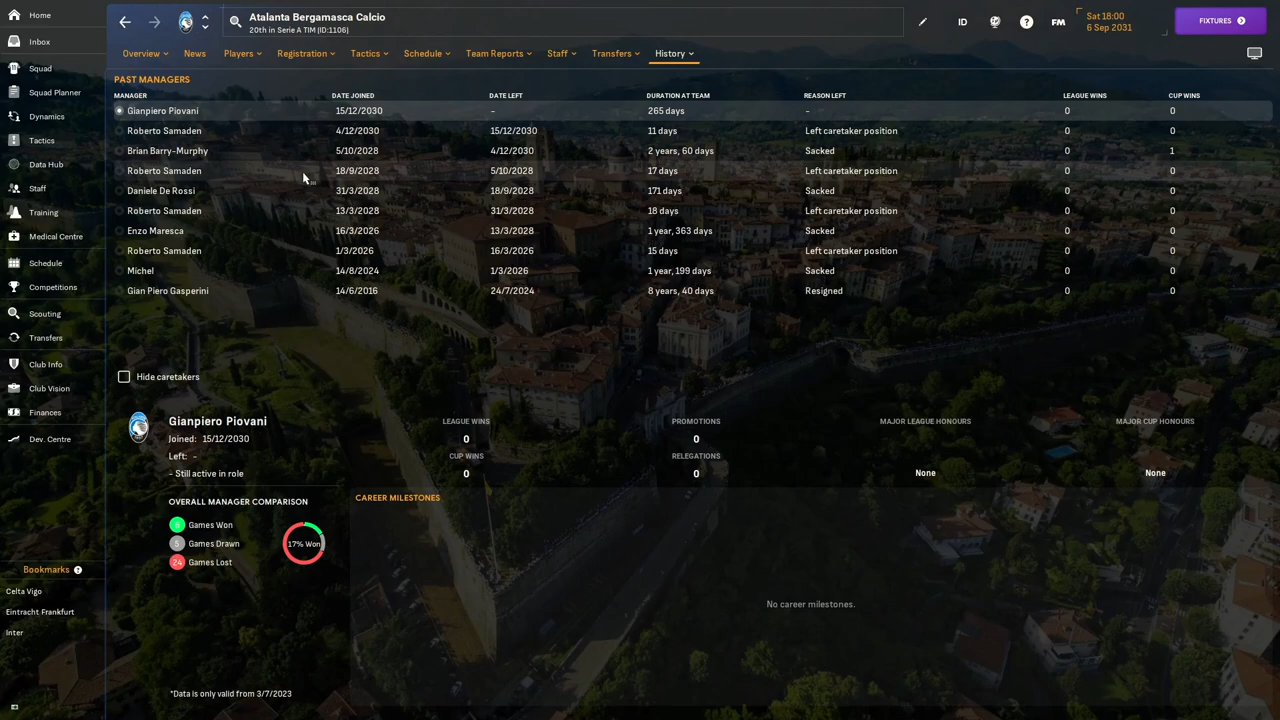 Home
Inbox
Squad
Squad Planner
Dynamics
Tactics
Data Hub
Staff
Training
Medical Centre
Schedule
Competitions
Scouting
Transfers
Club Info
Club Vision
Finances
Dev. Centre
Bookmarks ?
Celta Vigo
Eintracht Frankfurt
Inter
Atalanta Bergamasca Calcio
20th in Serie A TIM (ID:1106)
ID ? FM
Sat 18:00
6 Sep 2031
FIXTURES
Overview News Players Registration Tactics Schedule Team Reports Staff Transfers History
PAST MANAGERS
MANAGER DATE JOINED DATE LEFT DURATION AT TEAM REASON LEFT LEAGUE WINS CUP WINS
Gianpiero Piovani 15/12/2030 - 265 days - 0 0
Roberto Samaden 4/12/2030 15/12/2030 11 days Left caretaker position 0 0
Brian Barry-Murphy 5/10/2028 4/12/2030 2 years, 60 days Sacked 0 1
Roberto Samaden 18/9/2028 5/10/2028 17 days Left caretaker position 0 0
Daniele De Rossi 31/3/2028 18/9/2028 171 days Sacked 0 0
Roberto Samaden 13/3/2028 31/3/2028 18 days Left caretaker position 0 0
Enzo Maresca 16/3/2026 13/3/2028 1 year, 363 days Sacked 0 0
Roberto Samaden 1/3/2026 16/3/2026 15 days Left caretaker position 0 0
Michel 14/8/2024 1/3/2026 1 year, 199 days Sacked 0 0
Gian Piero Gasperini 14/6/2016 24/7/2024 8 years, 40 days Resigned 0 0
Hide caretakers
Gianpiero Piovani
Joined: 15/12/2030
Left: -
- Still active in role
LEAGUE WINS PROMOTIONS MAJOR LEAGUE HONOURS MAJOR CUP HONOURS
0 0
CUP WINS RELEGATIONS
0 0 None None
OVERALL MANAGER COMPARISON
6 Games Won
5 Games Drawn
24 Games Lost
17% Won
CAREER MILESTONES
No career milestones.
*Data is only valid from 3/7/2023